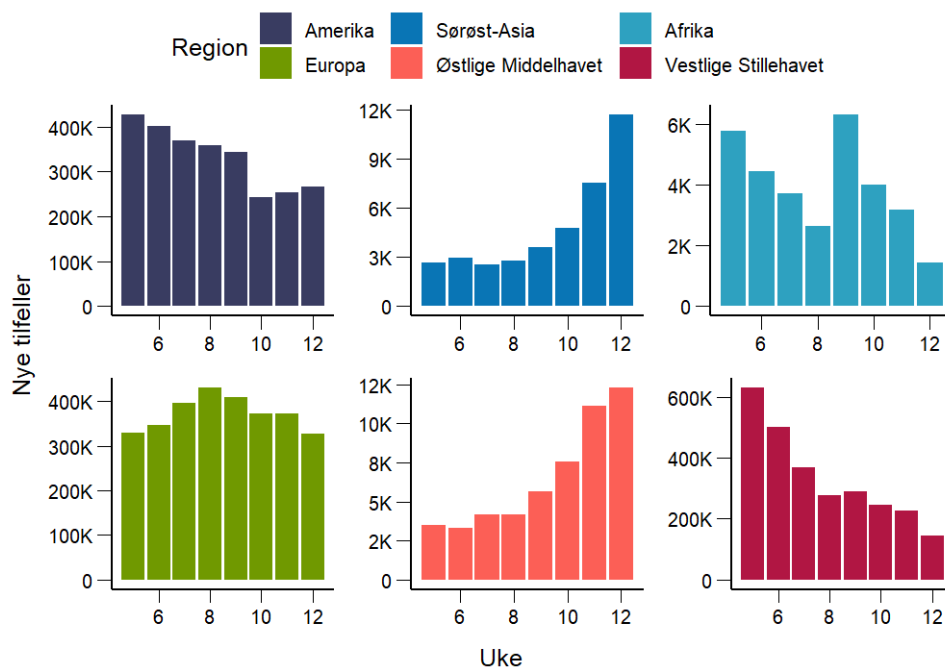 Region
Amerika
Sørøst-Asia
Afrika
Europa
Østlige Middelhavet
Vestlige Stillehavet
Nye tilfeller
400K
300K
200K
100K
0
6 8 10 12
12K
9K
6K
3K
0
6 8 10 12
6K
4K
2K
0
6 8 10 12
400K
300K
200K
100K
0
6 8 10 12
12K
10K
8K
5K
2K
0
6 8 10 12
600K
400K
200K
0
6 8 10 12
Uke